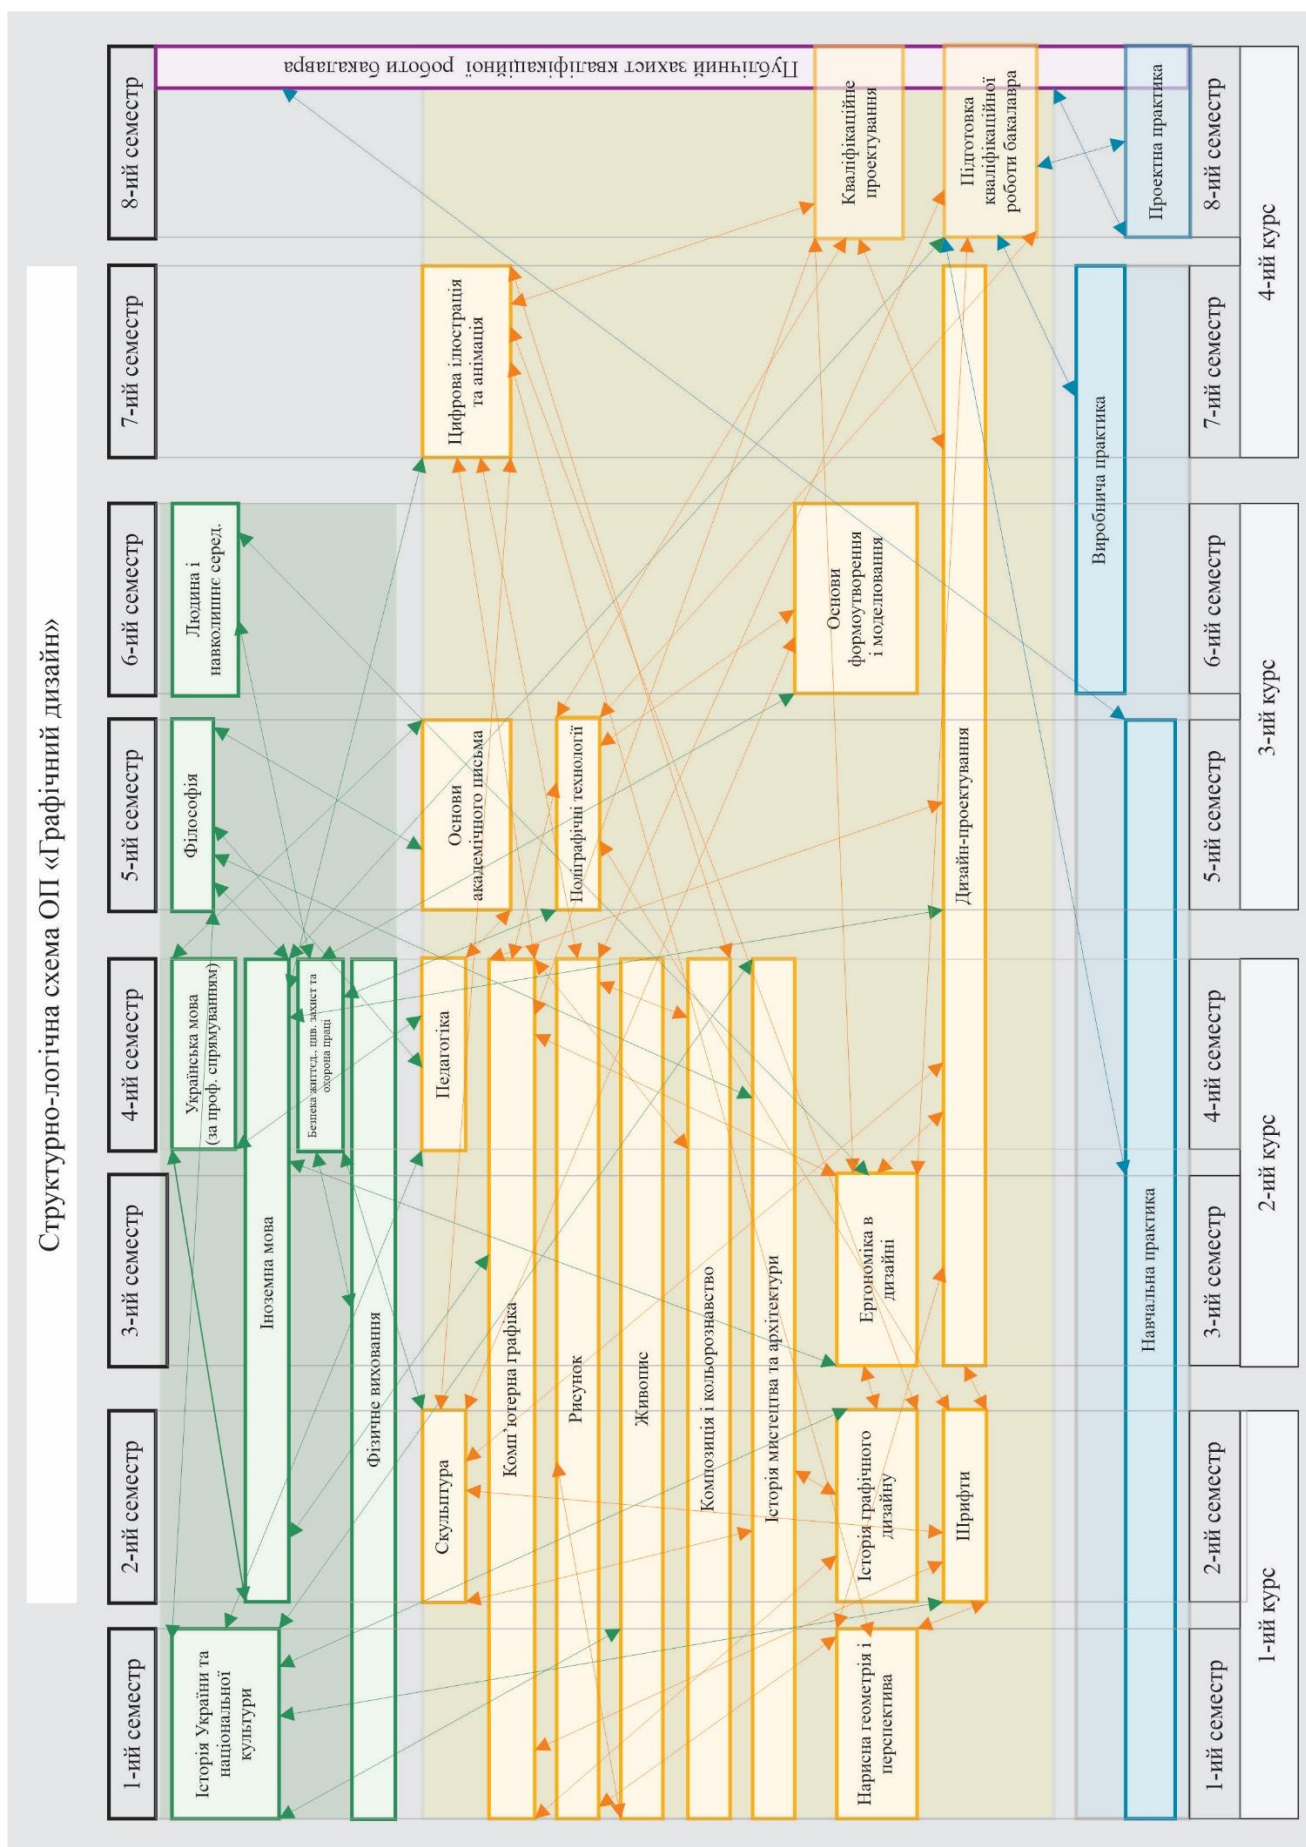 Структурно-логічна схема ОП «Графічний дизайн»
1-ий семестр
2-ий семестр
3-ий семестр
4-ий семестр
5-ий семестр
6-ий семестр
7-ий семестр
8-ий семестр
Історія України та
національної
культури
Українська мова
(за проф. спрямуванням)
Філософія
Людина і
навколишнє серед.
Іноземна мова
Безпека життєд., цив. захист та
охорона праці
Фізичне виховання
Публічний захист кваліфікаційної роботи бакалавра
Скульптура
Педагогіка
Основи
академічного письма
Цифрова ілюстрація
та анімація
Комп’ютерна графіка
Рисунок
Поліграфічні технології
Живопис
Композиція і кольорознавство
Історія мистецтва та архітектури
Нарисна геометрія і
перспектива
Історія графічного
дизайну
Ергономіка в
дизайні
Основи
формоутворення
і моделювання
Кваліфікаційне
проектування
Шрифти
Дизайн-проектування
Підготовка
кваліфікаційної
роботи бакалавра
Виробнича практика
Навчальна практика
Проектна практика
1-ий семестр
2-ий семестр
3-ий семестр
4-ий семестр
5-ий семестр
6-ий семестр
7-ий семестр
8-ий семестр
1-ий курс
2-ий курс
3-ий курс
4-ий курс